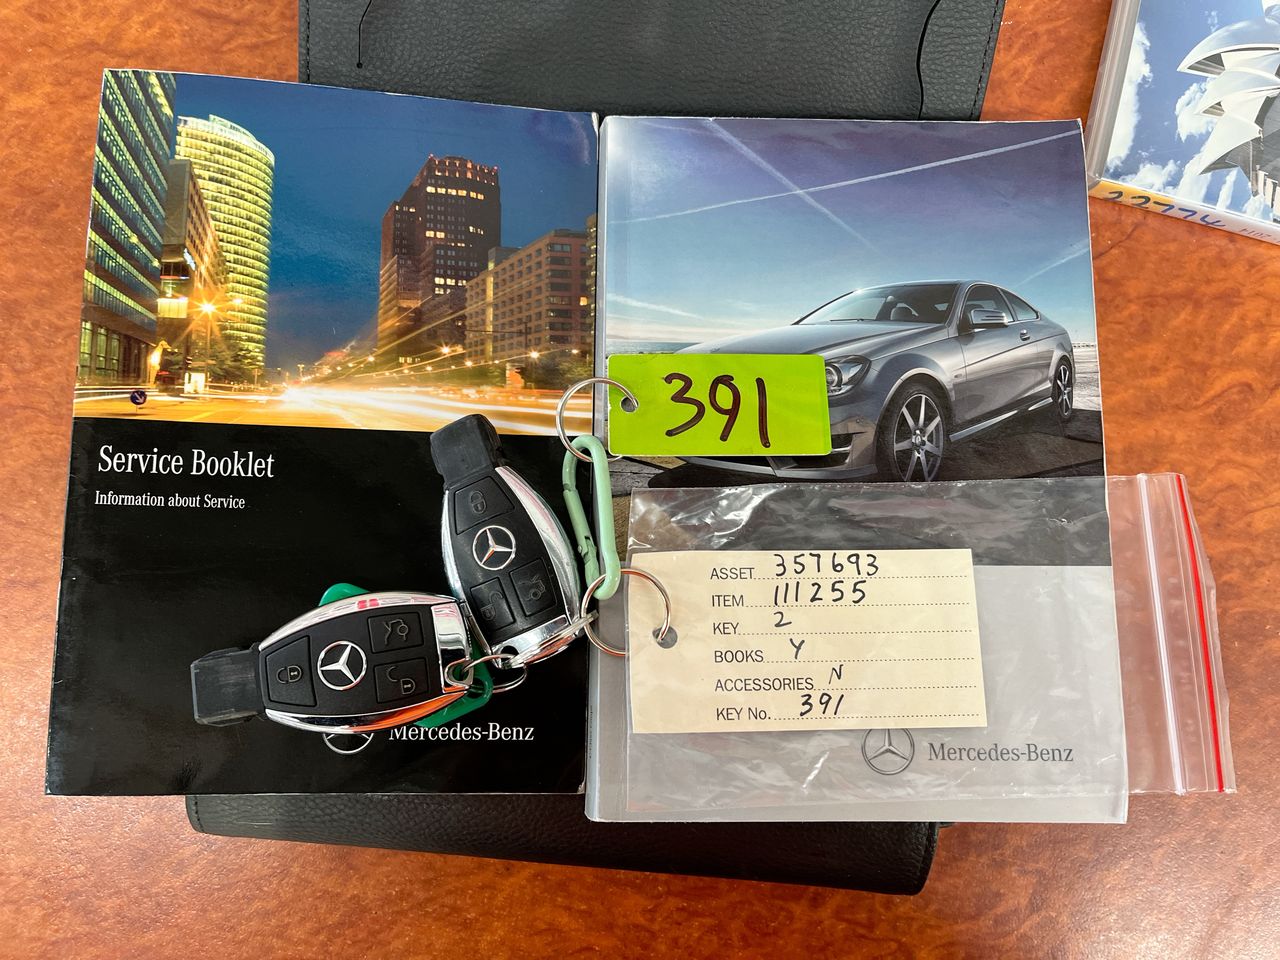 Service Booklet
Information about Service
Mercedes-Benz
391
ASSET 357693
ITEM 111255
KEY 2
BOOKS Y
ACCESSORIES N
KEY No. 391
Mercedes-Benz
22774